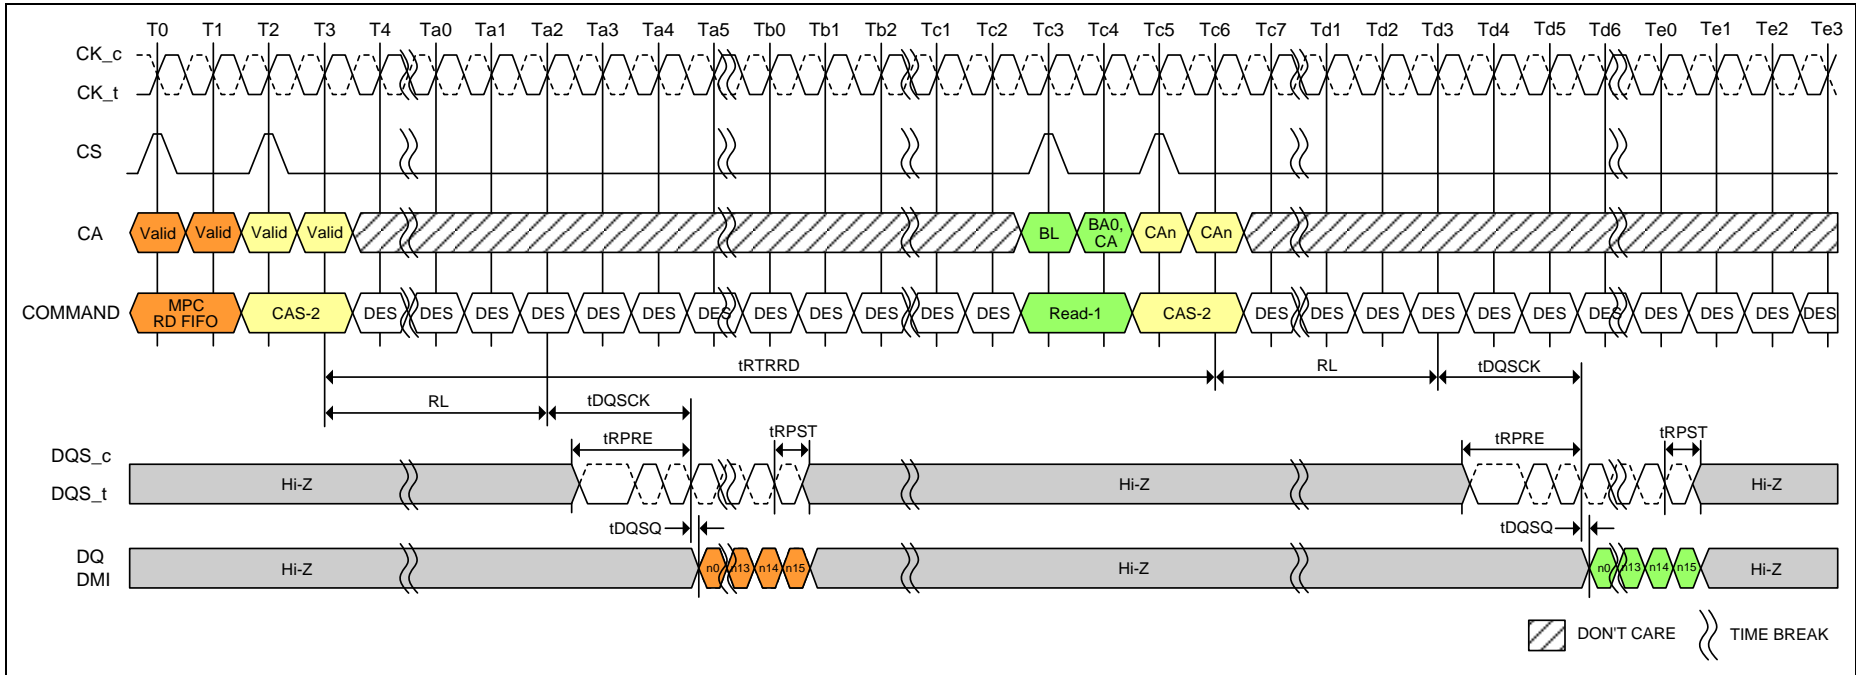 T0 T1 T2 T3 T4 Ta0 Ta1 Ta2 Ta3 Ta4 Ta5 Tb0 Tb1 Tb2 Tc1 Tc2 Tc3 Tc4 Tc5 Tc6 Tc7 Td1 Td2 Td3 Td4 Td5 Td6 Te0 Te1 Te2 Te3
CK_c
CK_t
CS
CA Valid Valid Valid Valid BL BA0, CA CAn CAn
COMMAND MPC RD FIFO CAS-2 DES DES DES DES DES DES DES DES DES DES DES DES Read-1 CAS-2 DES DES DES DES DES DES DES DES DES DES DES
tRTRRD RL tDQSCK
RL tDQSCK
tRPRE tRPST tRPRE tRPST
DQS_c
DQS_t
Hi-Z Hi-Z Hi-Z
tDQSQ tDQSQ
DQ
DMI
Hi-Z n0 n13 n14 n15 Hi-Z n0 n13 n14 n15 Hi-Z
DON'T CARE TIME BREAK